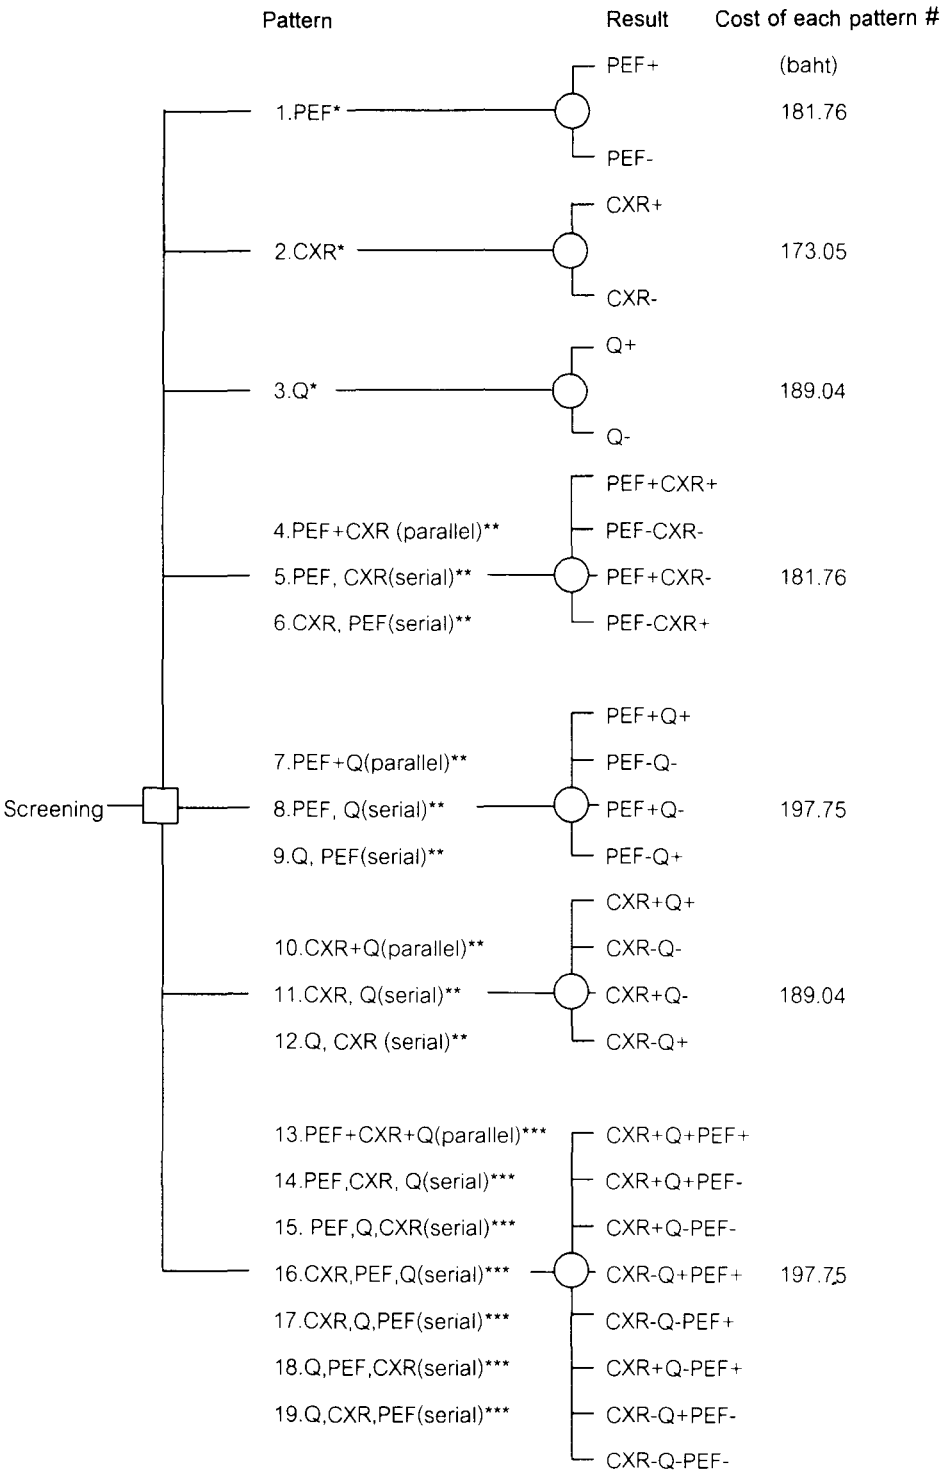 Pattern Result Cost of each pattern #
PEF+ (baht)
1.PEF* 181.76
PEF-
CXR+
2.CXR* 173.05
CXR-
Q+
3.Q* 189.04
Q-
PEF+CXR+
4.PEF+CXR (parallel)** PEF-CXR-
5.PEF, CXR(serial)** PEF+CXR- 181.76
6.CXR, PEF(serial)** PEF-CXR+
PEF+Q+
7.PEF+Q(parallel)** PEF-Q-
Screening 8.PEF, Q(serial)** PEF+Q- 197.75
9.Q, PEF(serial)** PEF-Q+
CXR+Q+
10.CXR+Q(parallel)** CXR-Q-
11.CXR, Q(serial)** CXR+Q- 189.04
12.Q, CXR (serial)** CXR-Q+
13.PEF+CXR+Q(parallel)*** CXR+Q+PEF+
14.PEF,CXR, Q(serial)*** CXR+Q+PEF-
15. PEF,Q,CXR(serial)*** CXR+Q-PEF-
16.CXR,PEF,Q(serial)*** CXR-Q+PEF+ 197.75
17.CXR,Q,PEF(serial)*** CXR-Q-PEF+
18.Q,PEF,CXR(serial)*** CXR+Q-PEF+
19.Q,CXR,PEF(serial)*** CXR-Q+PEF-
CXR-Q-PEF-